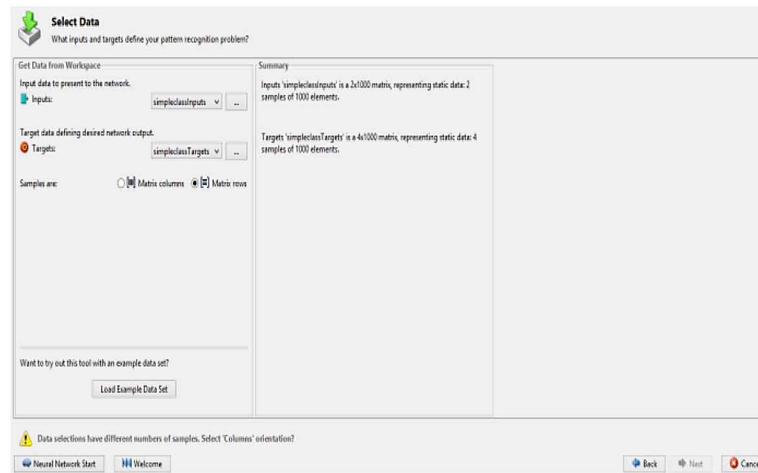 Select Data
What inputs and targets define your pattern recognition problem?
Get Data from Workspace
Input data to present to the network.
Inputs:
simpleclassInputs
...
Target data defining desired network output.
Targets:
simpleclassTargets
...
Samples are:
Matrix columns
Matrix rows
Want to try out this tool with an example data set?
Load Example Data Set
Summary
Inputs 'simpleclassInputs' is a 2x1000 matrix, representing static data: 2
samples of 1000 elements.
Targets 'simpleclassTargets' is a 4x1000 matrix, representing static data: 4
samples of 1000 elements.
Data selections have different numbers of samples. Select 'Columns' orientation?
Neural Network Start
Welcome
Back
Next
Cance